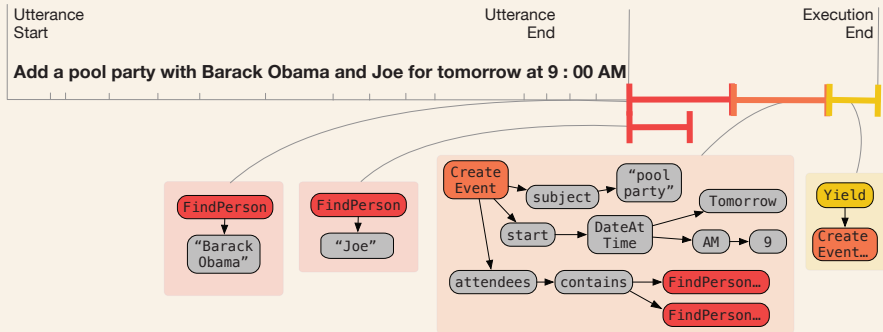 Utterance
Start
Utterance
End
Execution
End
Add a pool party with Barack Obama and Joe for tomorrow at 9 : 00 AM
FindPerson
“Barack
Obama”
FindPerson
“Joe”
Create
Event
subject
“pool
party”
start
DateAt
Time
Tomorrow
AM
9
attendees
contains
FindPerson…
FindPerson…
Yield
Create
Event…